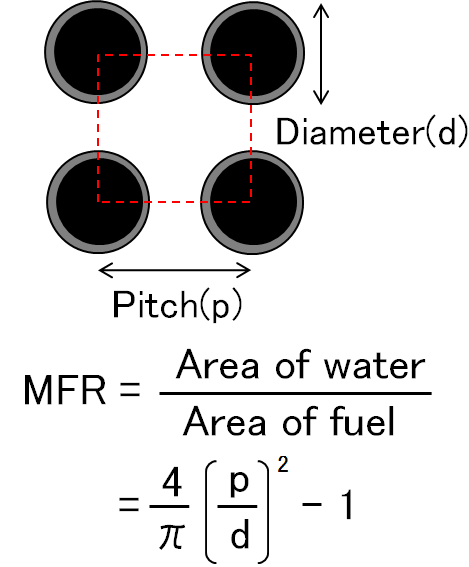 Diameter(d)
Pitch(p)
MFR = Area of water / Area of fuel
= 4/π (p/d)² − 1